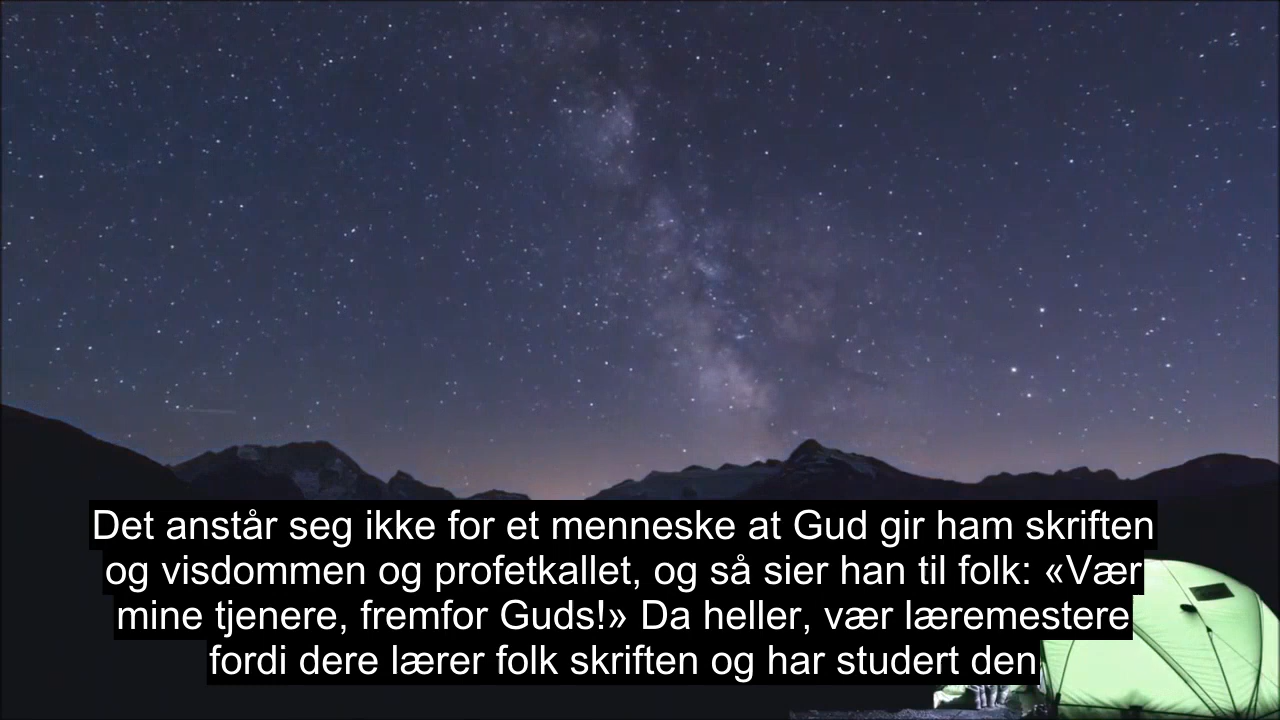 Det anstår seg ikke for et menneske at Gud gir ham skriften
og visdommen og profetkallet, og så sier han til folk: «Vær
mine tjenere, fremfor Guds!» Da heller, vær læremestere
fordi dere lærer folk skriften og har studert den